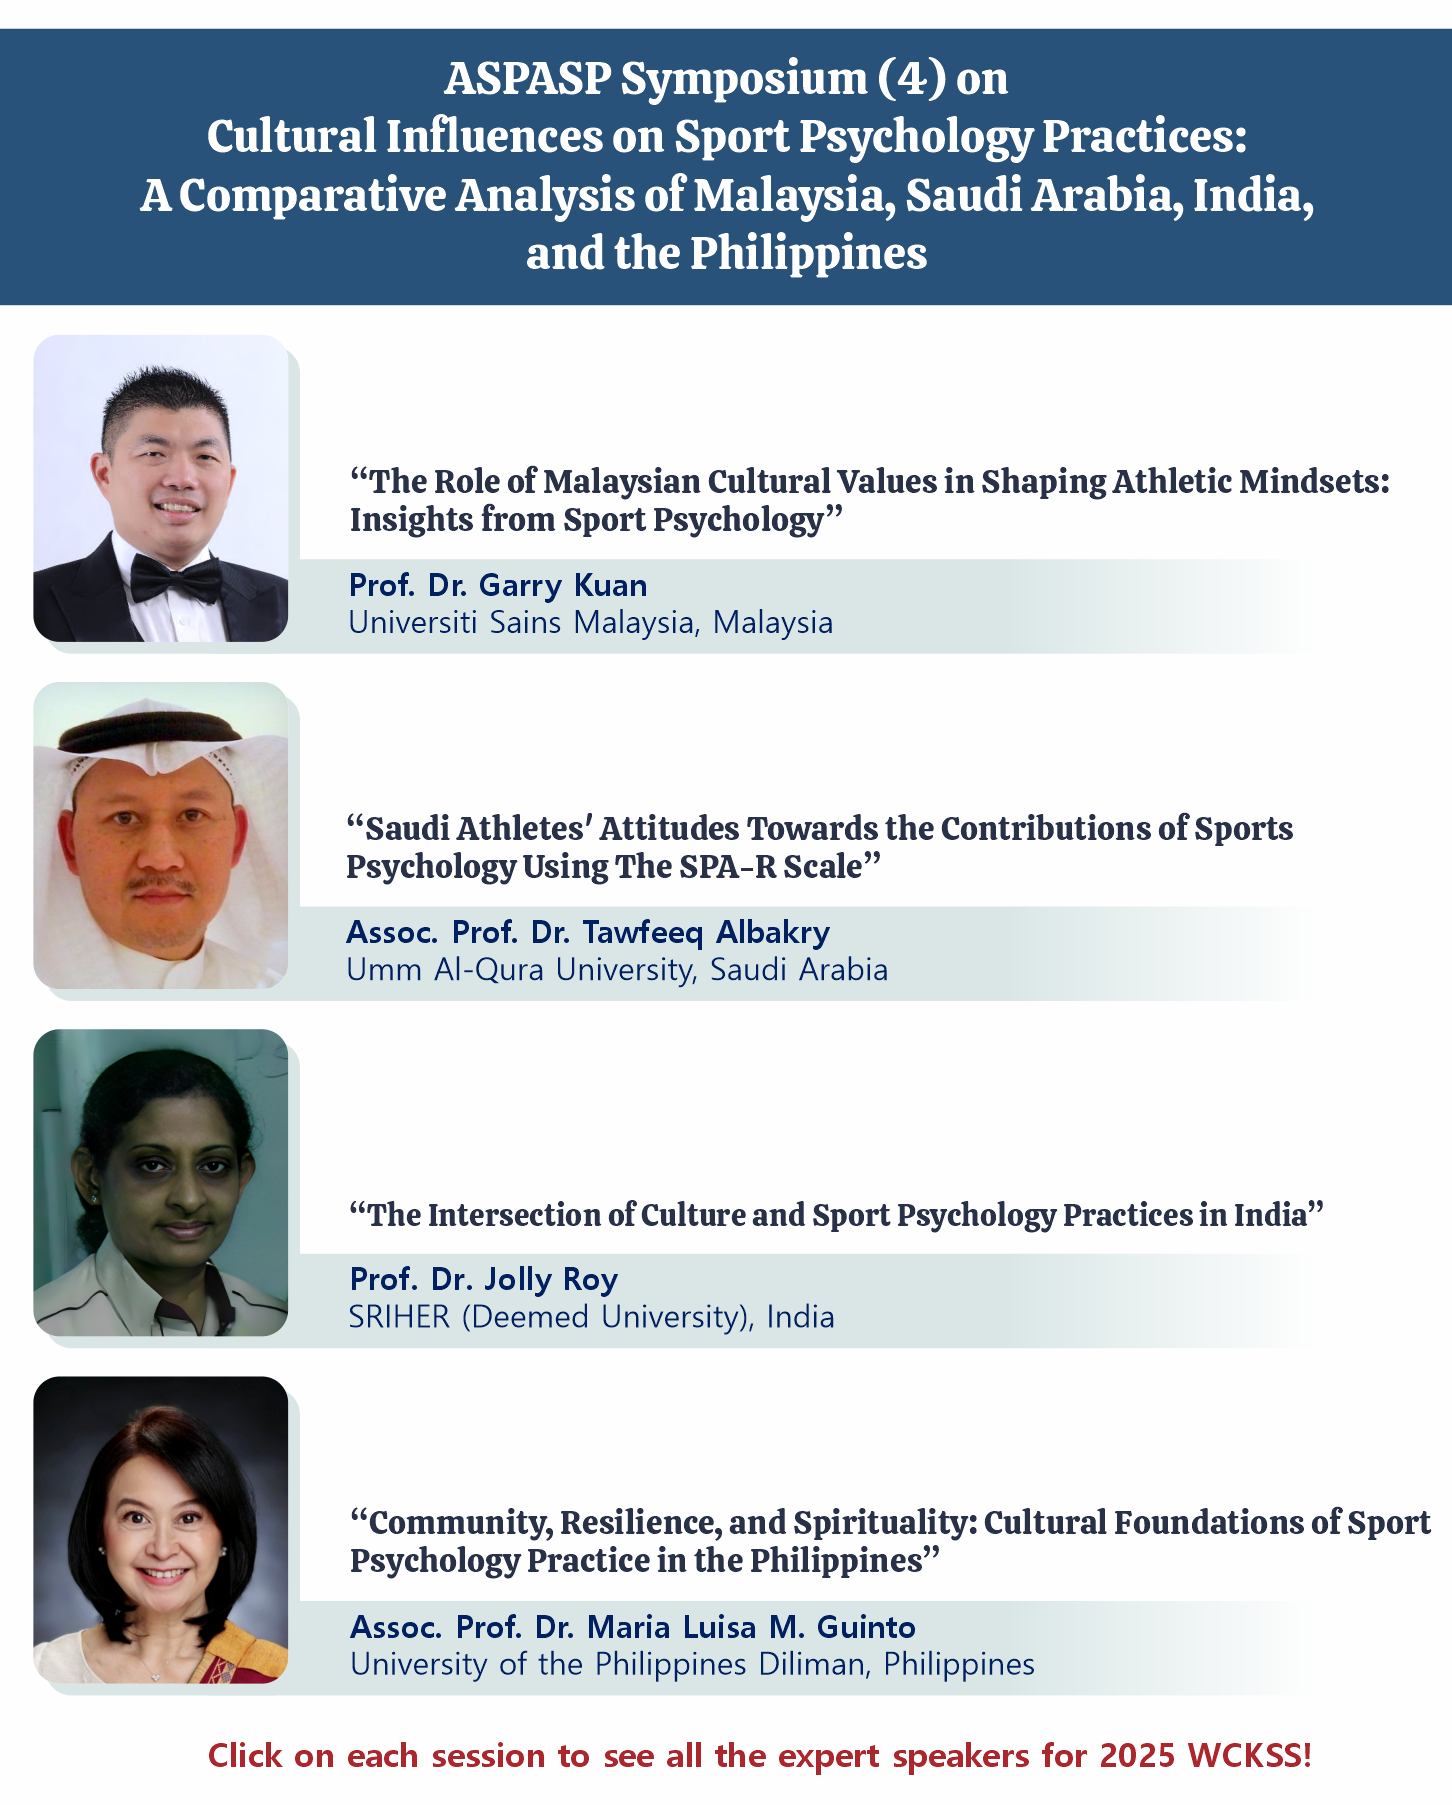 ASPASP Symposium (4) on
Cultural Influences on Sport Psychology Practices:
A Comparative Analysis of Malaysia, Saudi Arabia, India,
and the Philippines
“The Role of Malaysian Cultural Values in Shaping Athletic Mindsets:
Insights from Sport Psychology”
Prof. Dr. Garry Kuan
Universiti Sains Malaysia, Malaysia
“Saudi Athletes' Attitudes Towards the Contributions of Sports
Psychology Using The SPA-R Scale”
Assoc. Prof. Dr. Tawfeeq Albakry
Umm Al-Qura University, Saudi Arabia
“The Intersection of Culture and Sport Psychology Practices in India”
Prof. Dr. Jolly Roy
SRIHER (Deemed University), India
“Community, Resilience, and Spirituality: Cultural Foundations of Sport
Psychology Practice in the Philippines”
Assoc. Prof. Dr. Maria Luisa M. Guinto
University of the Philippines Diliman, Philippines
Click on each session to see all the expert speakers for 2025 WCKSS!